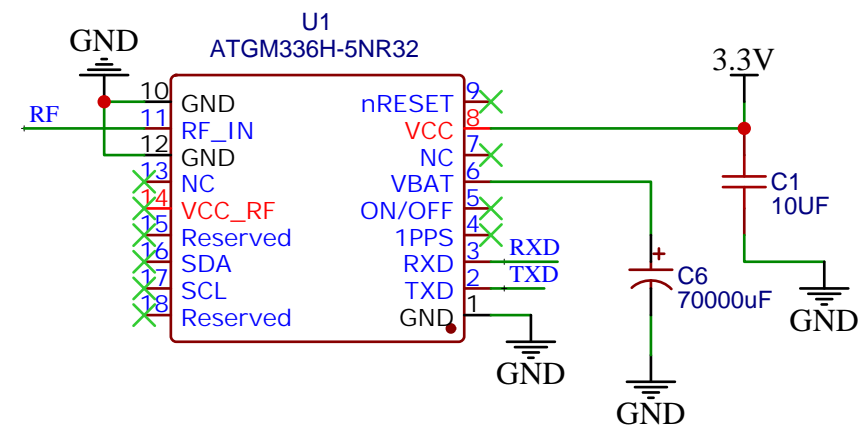 U1
ATGM336H-5NR32
GND
3.3V
RF
10 GND
11 RF_IN
12 GND
13 NC
14 VCC_RF
15 Reserved
16 SDA
17 SCL
18 Reserved
nRESET 9
VCC 8
NC 7
VBAT 6
ON/OFF 5
1PPS 4
RXD 3
TXD 2
GND 1
RXD
TXD
GND
+
C6
70000uF
GND
C1
10UF
GND